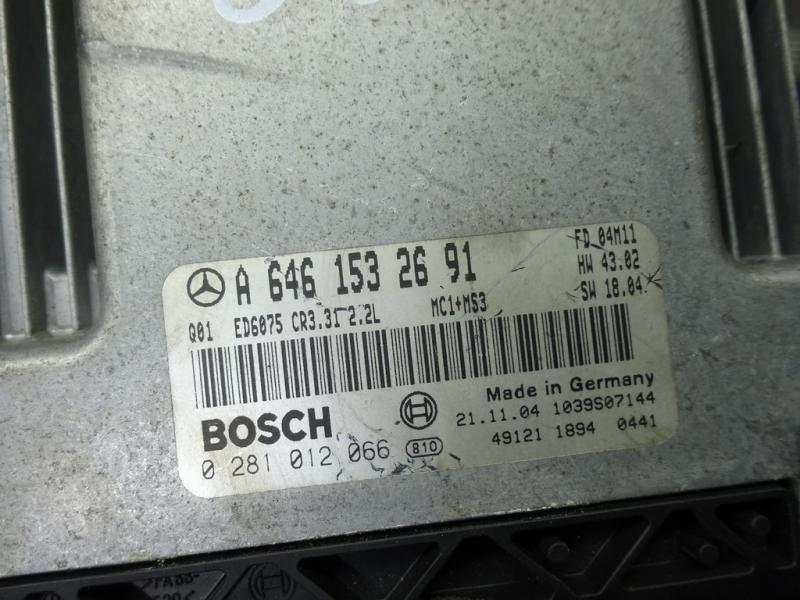 A 646 153 26 91
FD 04M11
HW 43.02
SW 18.04
Q01 ED6075 CR3.31 2.2L MC1+MS3
Made in Germany
BOSCH
21.11.04 1039S07144
0 281 012 066 810
49121 1894 0441